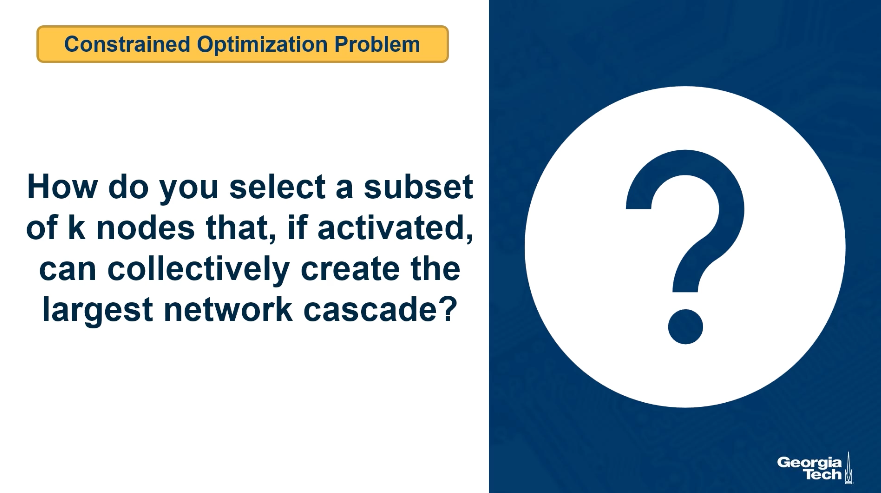 Constrained Optimization Problem
How do you select a subset
of k nodes that, if activated,
can collectively create the
largest network cascade?
?
Georgia
Tech